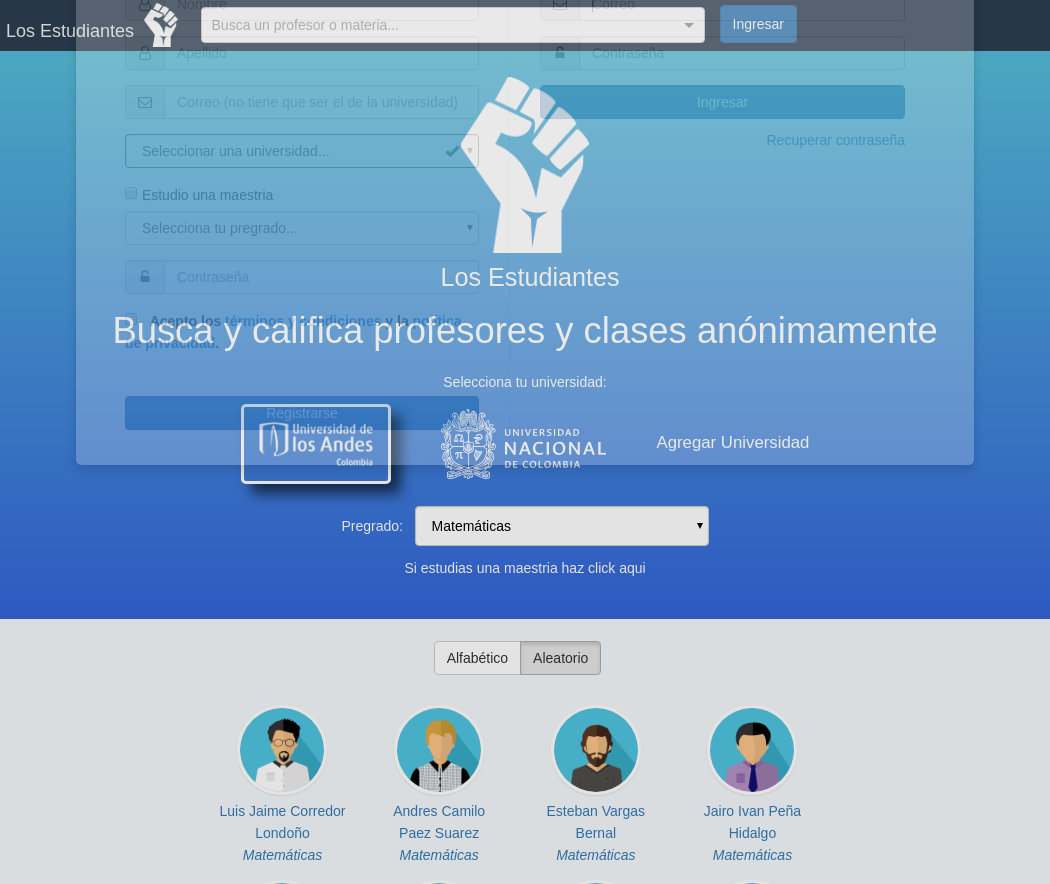 Nombre
Correo
Los Estudiantes
Busca un profesor o materia...
Ingresar
Apellido
Contraseña
Correo (no tiene que ser el de la universidad)
Ingresar
Seleccionar una universidad...
Recuperar contraseña
Estudio una maestria
Selecciona tu pregrado...
Contraseña
Los Estudiantes
Acepto los términos y condiciones y la política
de privacidad.
Busca y califica profesores y clases anónimamente
Selecciona tu universidad:
Registrarse
Universidad de
los Andes
Colombia
UNIVERSIDAD
NACIONAL
DE COLOMBIA
Agregar Universidad
Pregrado:
Matemáticas
Si estudias una maestria haz click aqui
Alfabético
Aleatorio
Luis Jaime Corredor
Londoño
Matemáticas
Andres Camilo
Paez Suarez
Matemáticas
Esteban Vargas
Bernal
Matemáticas
Jairo Ivan Peña
Hidalgo
Matemáticas